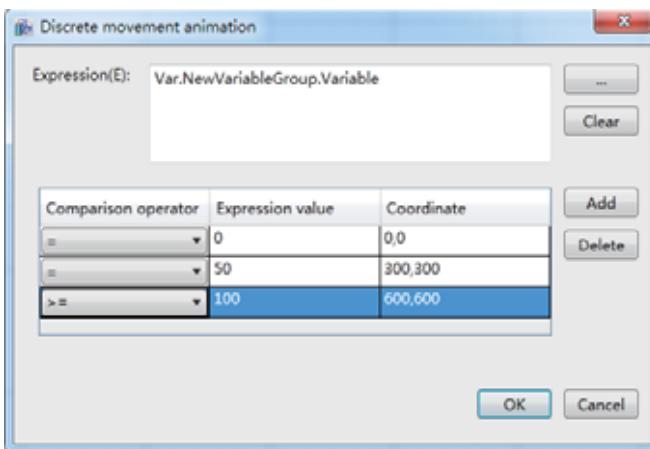 Discrete movement animation
Expression(E): Var.NewVariableGroup.Variable
...
Clear
Comparison operator Expression value Coordinate
Add
= 0 0,0
Delete
= 50 300,300
>= 100 600,600
OK Cancel